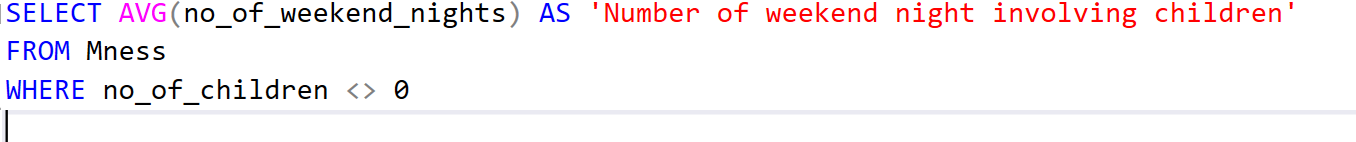 SELECT AVG(no_of_weekend_nights) AS 'Number of weekend night involving children'
FROM Mness
WHERE no_of_children <> 0